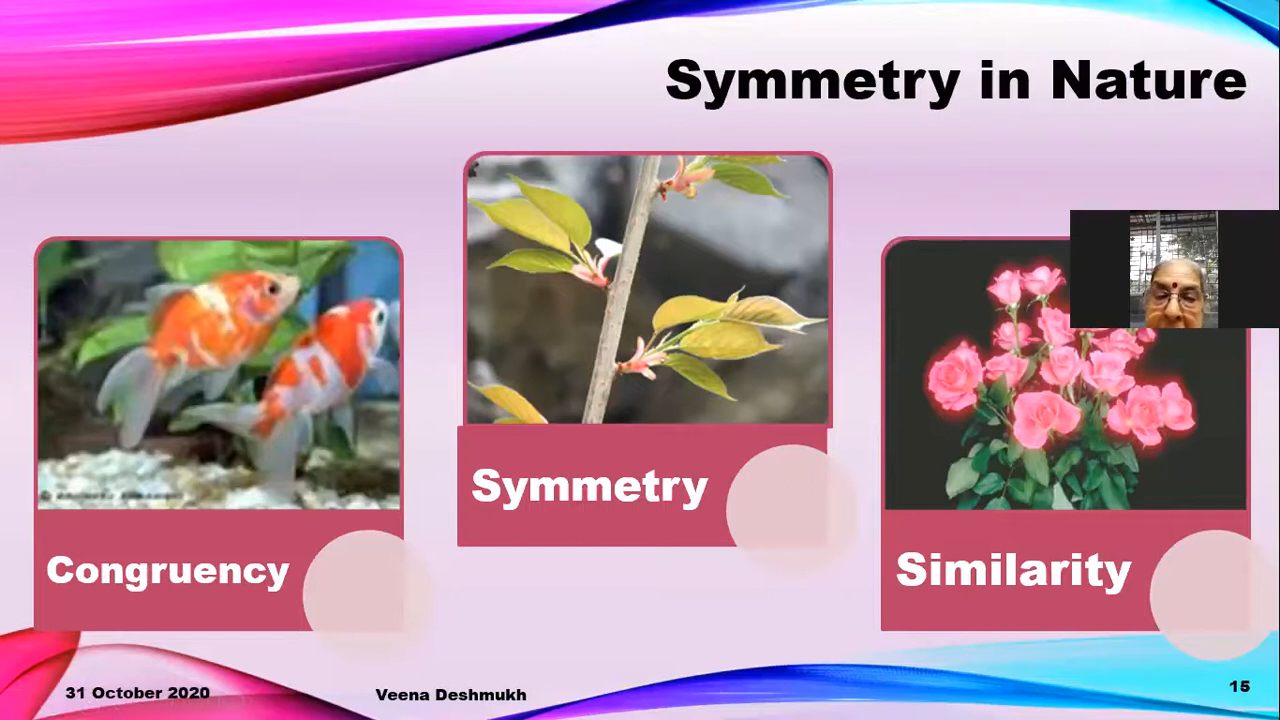 Symmetry in Nature
Congruency
Symmetry
Similarity
31 October 2020
Veena Deshmukh
15